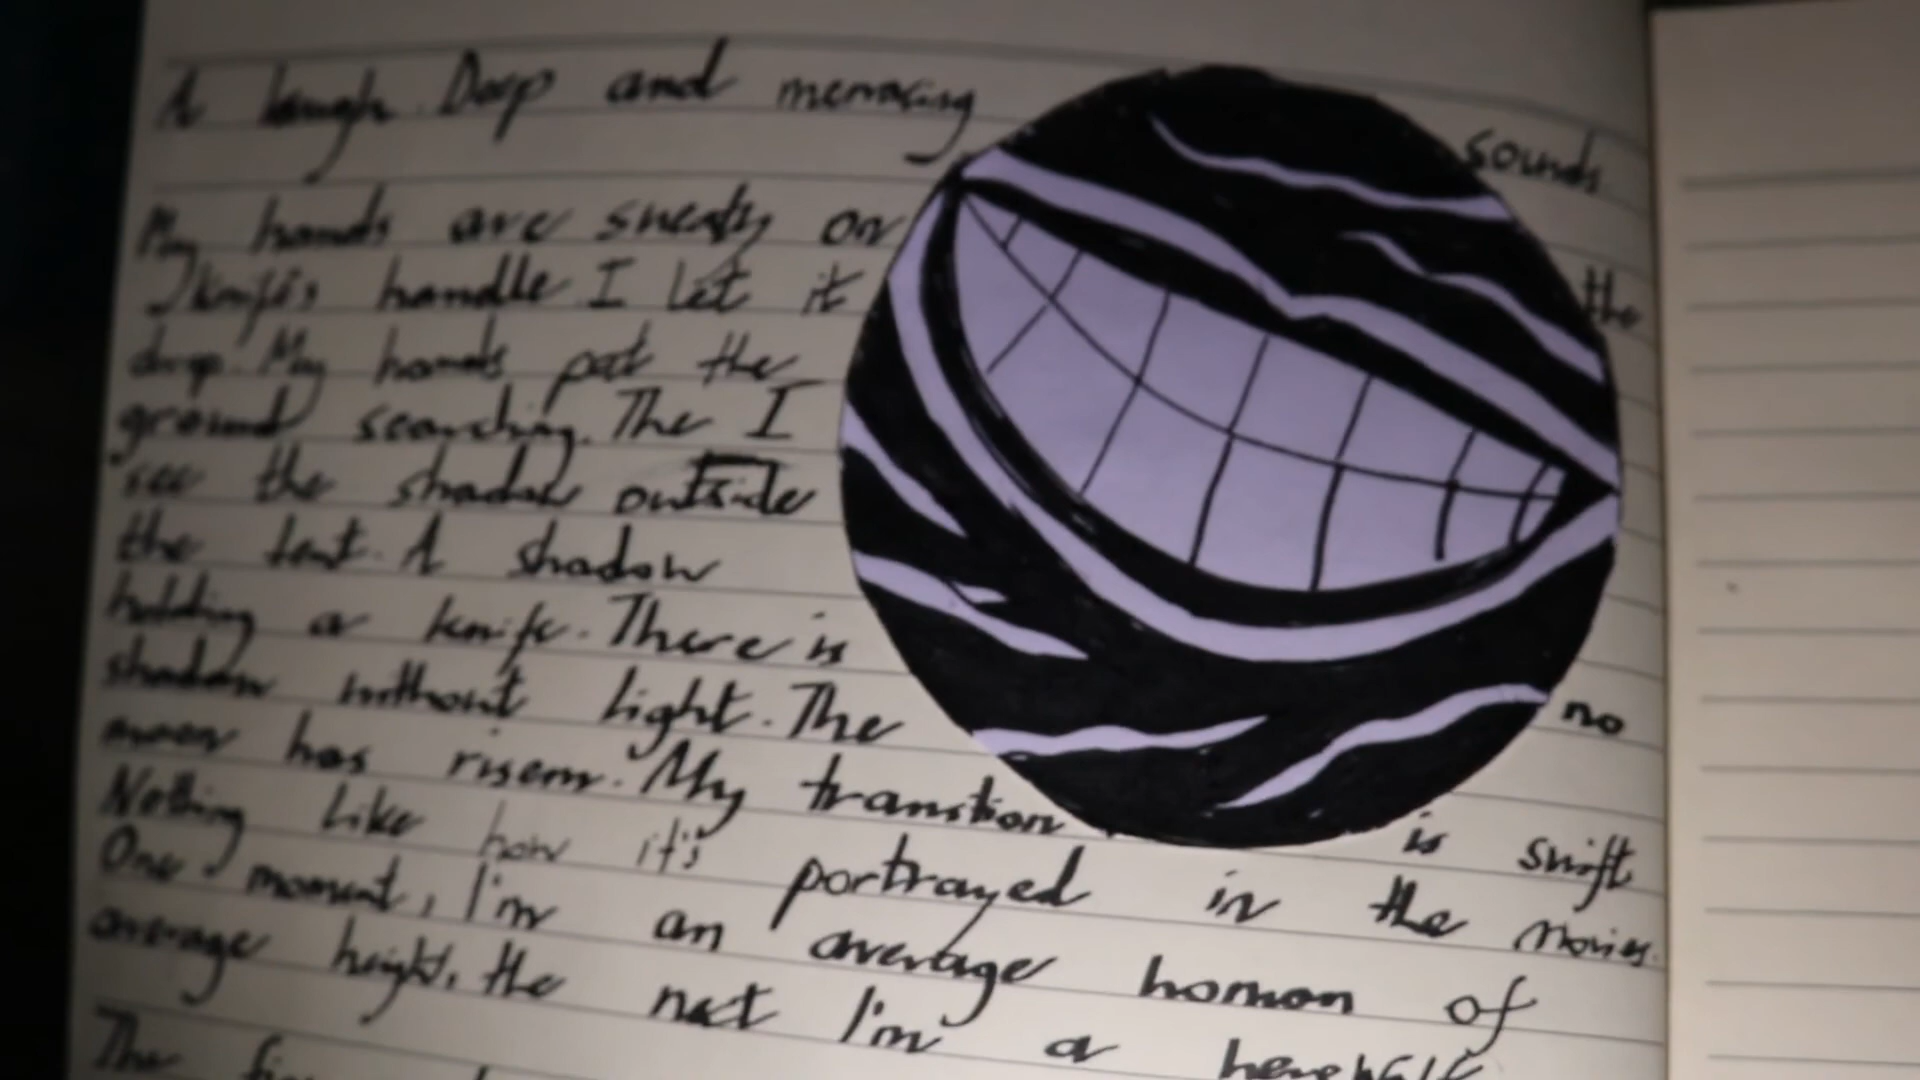 A laugh. Deep and menacing sounds
My hands are sweaty on the
knife's handle I let it
drop. My hands pat the
ground searching. The I
see the shadow outside
the tent. A shadow
holding a knife. There is no
shadow without light. The
moon has risen. My transtion is swift
Nothing like how it's portrayed in the movies.
One moment, I'm an average homon of
average height, the next I'm a
The